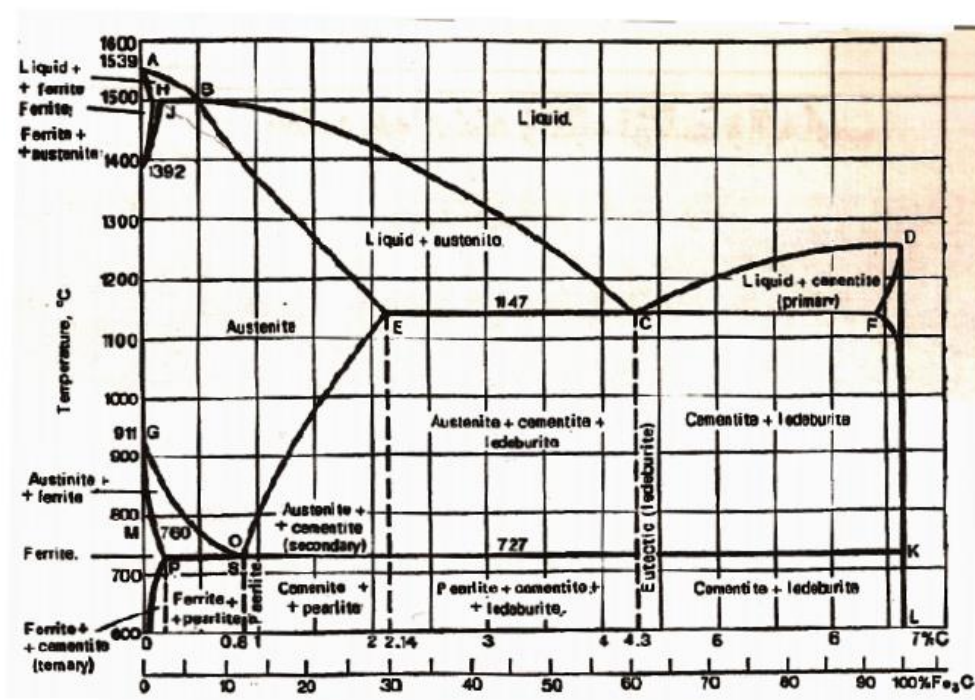 1600
1539 A
Liquid +
+ ferrite
H B
1500
Ferrite;
J
Liquid.
Ferrita +
+austenite
1400
1392
1300
Liquid + austenito.
D
1200
Liquid + cementite
(primary)
1147
Austenite
E
C
F
1100
Temperature, °C
1000
Austenite + cementite +
ledeburite
Cementite + ledeburite
911 G
900
Eutectic (ledeburite)
Austinite +
+ ferrite
800
Austenite +
+ cementite
(secondary)
M
760
O
727
Ferrite.
K
P
S
700
Pearlite
Ferrite +
+ pearlite
Cemenite +
+ pearlite
Pearlite + cementite +
+ ledeburite
Cementite + ledeburite
L
Ferrite +
+ cementite
(ternary)
600
0 0.8 1 2 2.14 3 4 4.3 5 6 7%C
0 10 20 30 40 50 60 70 80 90 100%Fe₃C